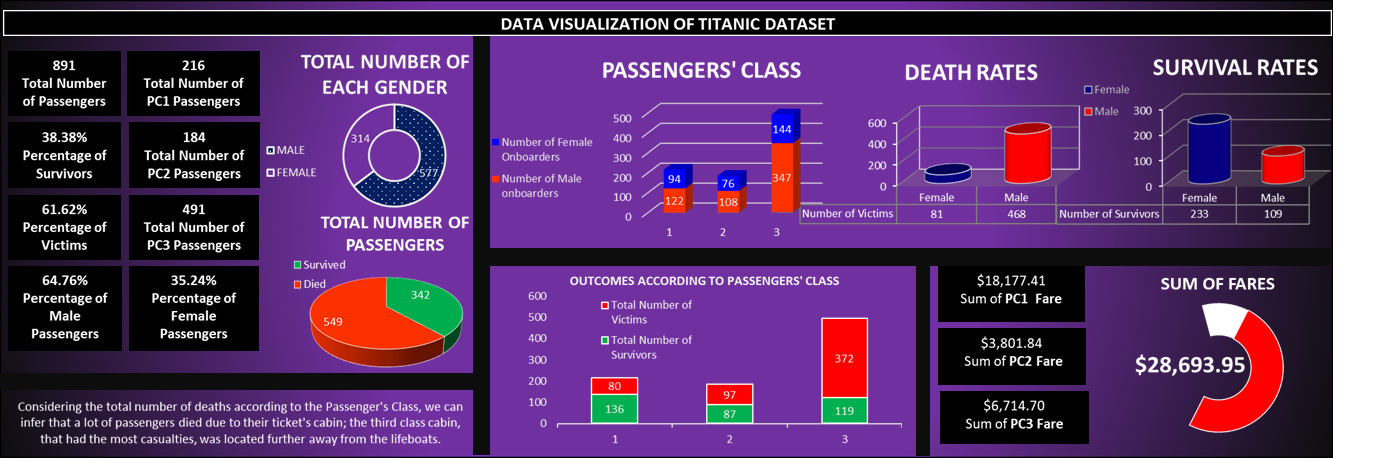 DATA VISUALIZATION OF TITANIC DATASET
891
Total Number
of Passengers
216
Total Number of
PC1 Passengers
38.38%
Percentage of
Survivors
184
Total Number of
PC2 Passengers
61.62%
Percentage of
Victims
491
Total Number of
PC3 Passengers
64.76%
Percentage of
Male
Passengers
35.24%
Percentage of
Female
Passengers
TOTAL NUMBER OF
EACH GENDER
314
577
MALE
FEMALE
TOTAL NUMBER OF
PASSENGERS
Survived
Died
342
549
Considering the total number of deaths according to the Passenger's Class, we can
infer that a lot of passengers died due to their ticket's cabin; the third class cabin,
that had the most casualties, was located further away from the lifeboats.
PASSENGERS' CLASS
Number of Female
Onboarders
Number of Male
onboarders
500
400
300
200
100
0
94
122
76
108
144
347
1 2 3
DEATH RATES
600
400
200
0
Female Male
Number of Victims 81 468
Female
Male
SURVIVAL RATES
300
200
100
0
Female Male
Number of Survivors 233 109
OUTCOMES ACCORDING TO PASSENGERS' CLASS
Total Number of
Victims
Total Number of
Survivors
600
500
400
300
200
100
0
80
136
97
87
372
119
1 2 3
$18,177.41
Sum of PC1 Fare
$3,801.84
Sum of PC2 Fare
$6,714.70
Sum of PC3 Fare
SUM OF FARES
$28,693.95